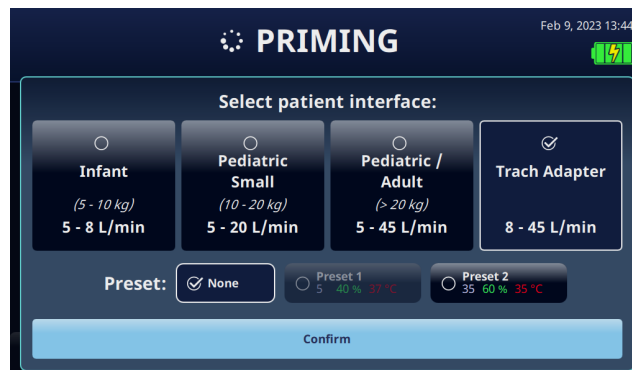 PRIMING
Feb 9, 2023 13:44
Select patient interface:
Infant
(5 - 10 kg)
5 - 8 L/min
Pediatric
Small
(10 - 20 kg)
5 - 20 L/min
Pediatric /
Adult
(> 20 kg)
5 - 45 L/min
Trach Adapter
8 - 45 L/min
Preset:
None
Preset 1
5 40 % 37 °C
Preset 2
35 60 % 35 °C
Confirm